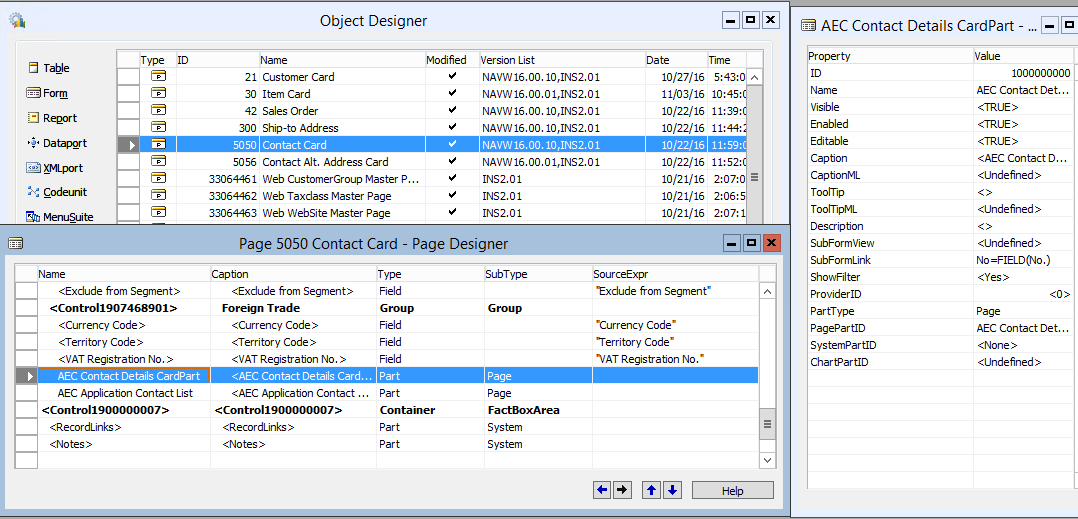 Object Designer
Type ID Name Modified Version List Date Time
Table
Form
Report
Dataport
XMLport
Codeunit
MenuSuite
21 Customer Card NAVW16.00.10,INS2.01 10/27/16 5:43:0
30 Item Card NAVW16.00.01,INS2.01 11/03/16 10:45:0
42 Sales Order NAVW16.00.10,INS2.01 10/22/16 11:39:0
300 Ship-to Address NAVW16.00.10,INS2.01 10/22/16 11:44:2
5050 Contact Card NAVW16.00.10,INS2.01 10/22/16 11:59:0
5056 Contact Alt. Address Card NAVW16.00.01,INS2.01 10/22/16 11:52:0
33064461 Web CustomerGroup Master P... INS2.01 10/21/16 2:07:0
33064462 Web Taxclass Master Page INS2.01 10/21/16 2:06:5
33064463 Web WebSite Master Page INS2.01 10/21/16 2:07:1
Page 5050 Contact Card - Page Designer
Name Caption Type SubType SourceExpr
<Exclude from Segment> <Exclude from Segment> Field "Exclude from Segment"
<Control1907468901> Foreign Trade Group Group
<Currency Code> <Currency Code> Field "Currency Code"
<Territory Code> <Territory Code> Field "Territory Code"
<VAT Registration No.> <VAT Registration No.> Field "VAT Registration No."
AEC Contact Details CardPart <AEC Contact Details Card... Part Page
AEC Application Contact List <AEC Application Contact ... Part Page
<Control1900000007> <Control1900000007> Container FactBoxArea
<RecordLinks> <RecordLinks> Part System
<Notes> <Notes> Part System
Help
AEC Contact Details CardPart - ...
Property Value
ID 1000000000
Name AEC Contact Det...
Visible <TRUE>
Enabled <TRUE>
Editable <TRUE>
Caption <AEC Contact D...
CaptionML <Undefined>
ToolTip <>
ToolTipML <Undefined>
Description <>
SubFormView <Undefined>
SubFormLink No=FIELD(No.)
ShowFilter <Yes>
ProviderID <0>
PartType Page
PagePartID AEC Contact Det...
SystemPartID <None>
ChartPartID <Undefined>